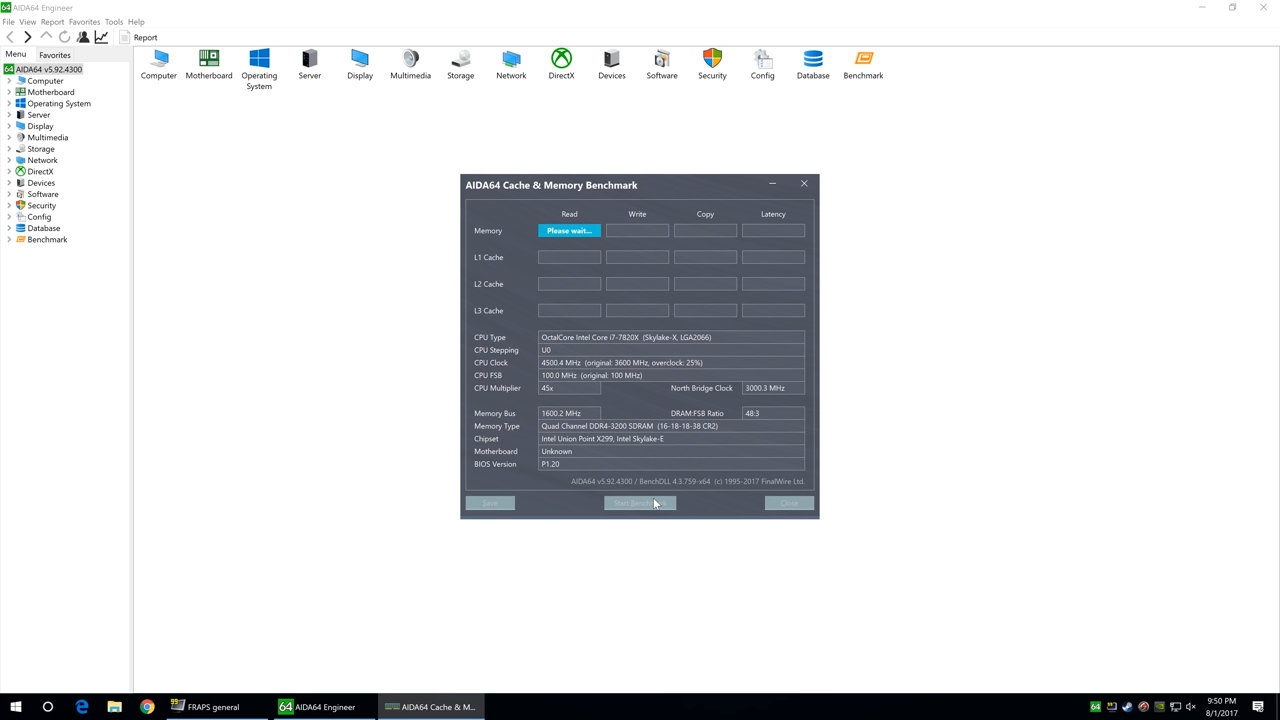 AIDA64 Engineer
File View Report Favorites Tools Help
Report
Menu Favorites
AIDA64 v5.92.4300
Computer
Motherboard
Operating System
Server
Display
Multimedia
Storage
Network
DirectX
Devices
Software
Security
Config
Database
Benchmark
Computer Motherboard Operating System Server Display Multimedia Storage Network DirectX Devices Software Security Config Database Benchmark
AIDA64 Cache & Memory Benchmark
Read Write Copy Latency
Memory Please wait...
L1 Cache
L2 Cache
L3 Cache
CPU Type OctalCore Intel Core i7-7820X (Skylake-X, LGA2066)
CPU Stepping U0
CPU Clock 4500.4 MHz (original: 3600 MHz, overclock: 25%)
CPU FSB 100.0 MHz (original: 100 MHz)
CPU Multiplier 45x North Bridge Clock 3000.3 MHz
Memory Bus 1600.2 MHz DRAM:FSB Ratio 48:3
Memory Type Quad Channel DDR4-3200 SDRAM (16-18-18-38 CR2)
Chipset Intel Union Point X299, Intel Skylake-E
Motherboard Unknown
BIOS Version P1.20
AIDA64 v5.92.4300 / BenchDLL 4.3.759-x64 (c) 1995-2017 FinalWire Ltd.
Save Start Benchmark Close
99 FRAPS general 64 AIDA64 Engineer AIDA64 Cache & M...
64 99 9:50 PM
8/1/2017